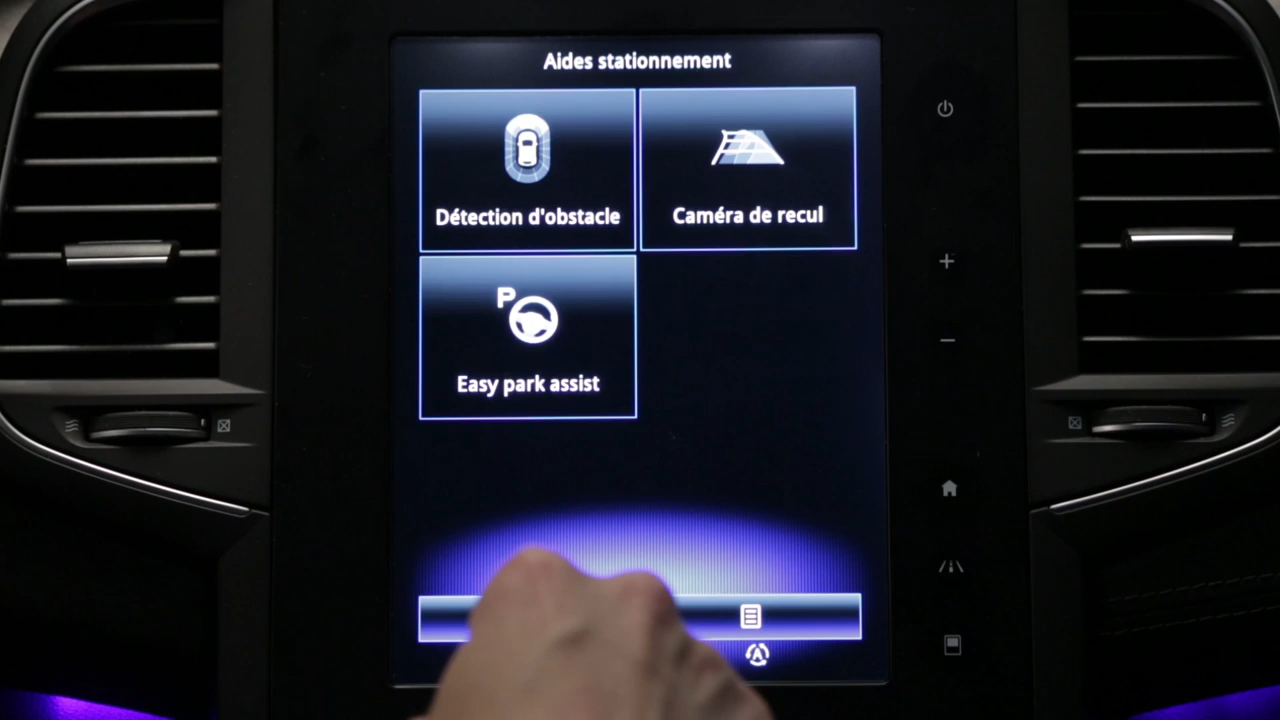 Aides stationnement
Détection d'obstacle
Caméra de recul
P
Easy park assist
+
−
A